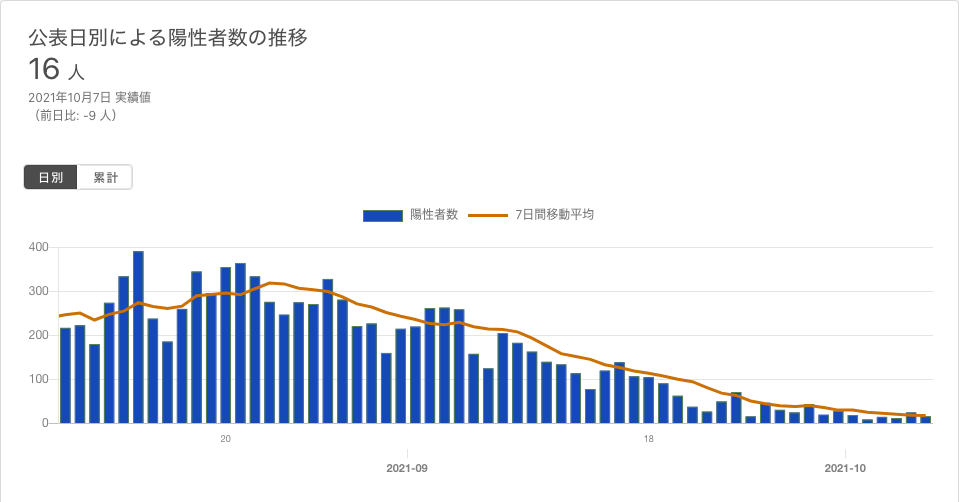 公表日別による陽性者数の推移
16 人
2021年10月7日 実績値
（前日比: -9 人）
日別 累計
陽性者数 7日間移動平均
400
300
200
100
0
20 18
2021-09 2021-10